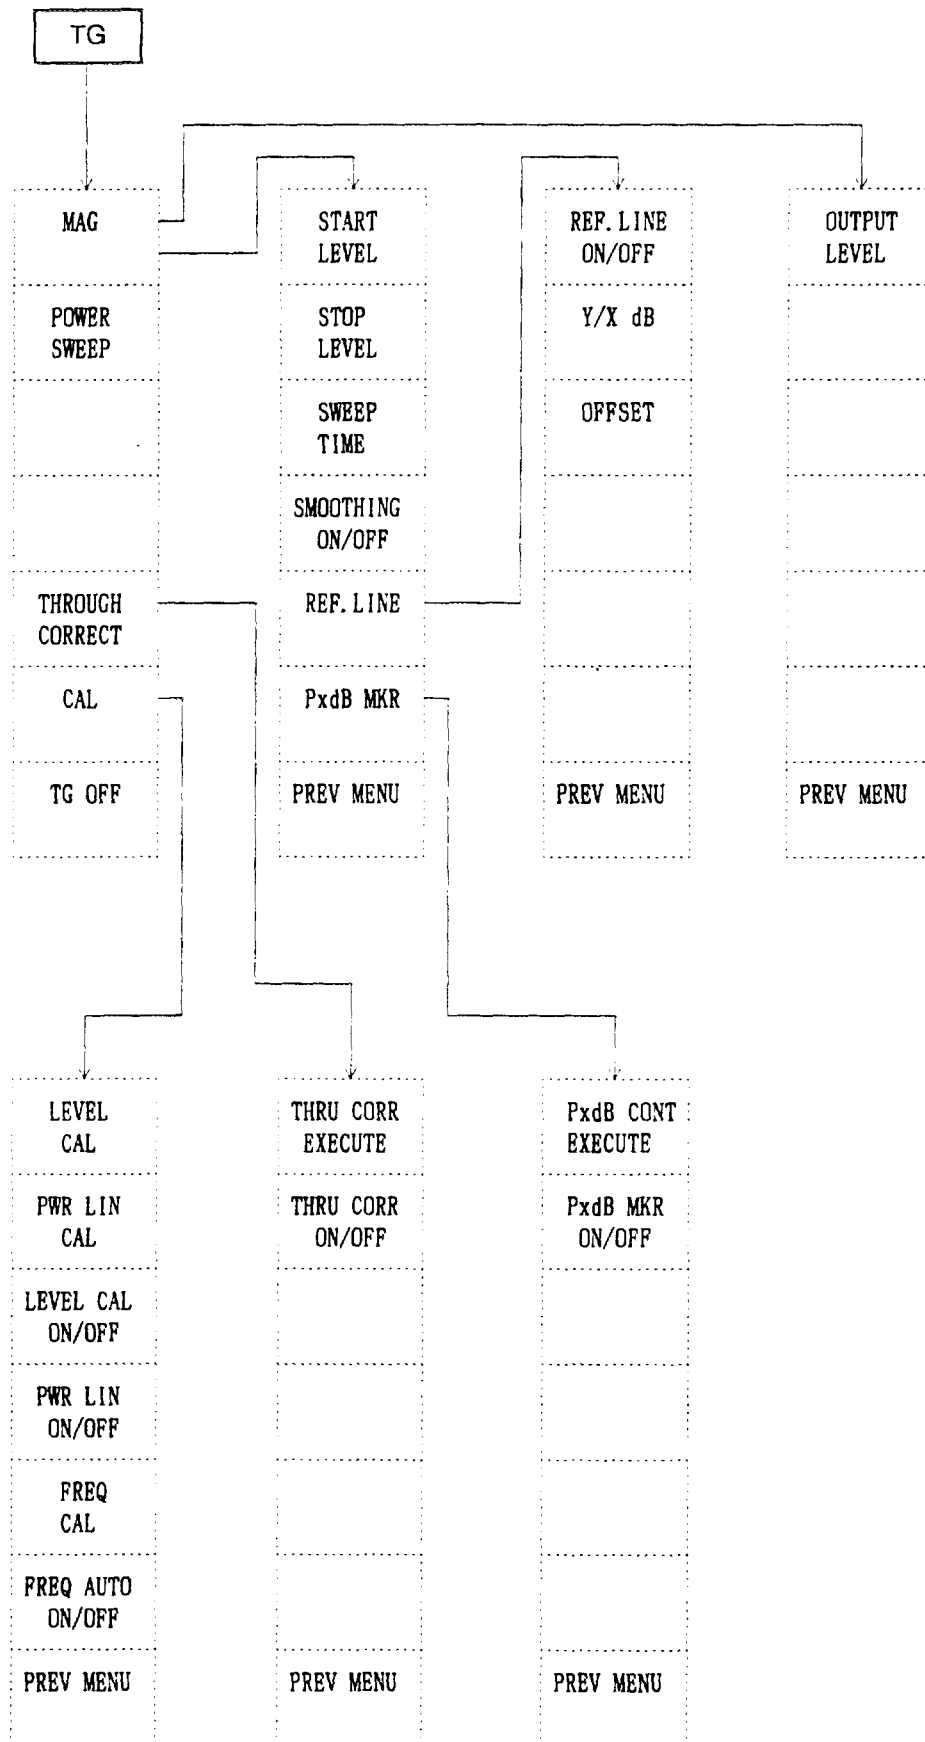 TG
MAG
POWER
SWEEP
THROUGH
CORRECT
CAL
TG OFF
START
LEVEL
STOP
LEVEL
SWEEP
TIME
SMOOTHING
ON/OFF
REF.LINE
PxdB MKR
PREV MENU
REF.LINE
ON/OFF
Y/X dB
OFFSET
PREV MENU
OUTPUT
LEVEL
PREV MENU
LEVEL
CAL
PWR LIN
CAL
LEVEL CAL
ON/OFF
PWR LIN
ON/OFF
FREQ
CAL
FREQ AUTO
ON/OFF
PREV MENU
THRU CORR
EXECUTE
THRU CORR
ON/OFF
PREV MENU
PxdB CONT
EXECUTE
PxdB MKR
ON/OFF
PREV MENU